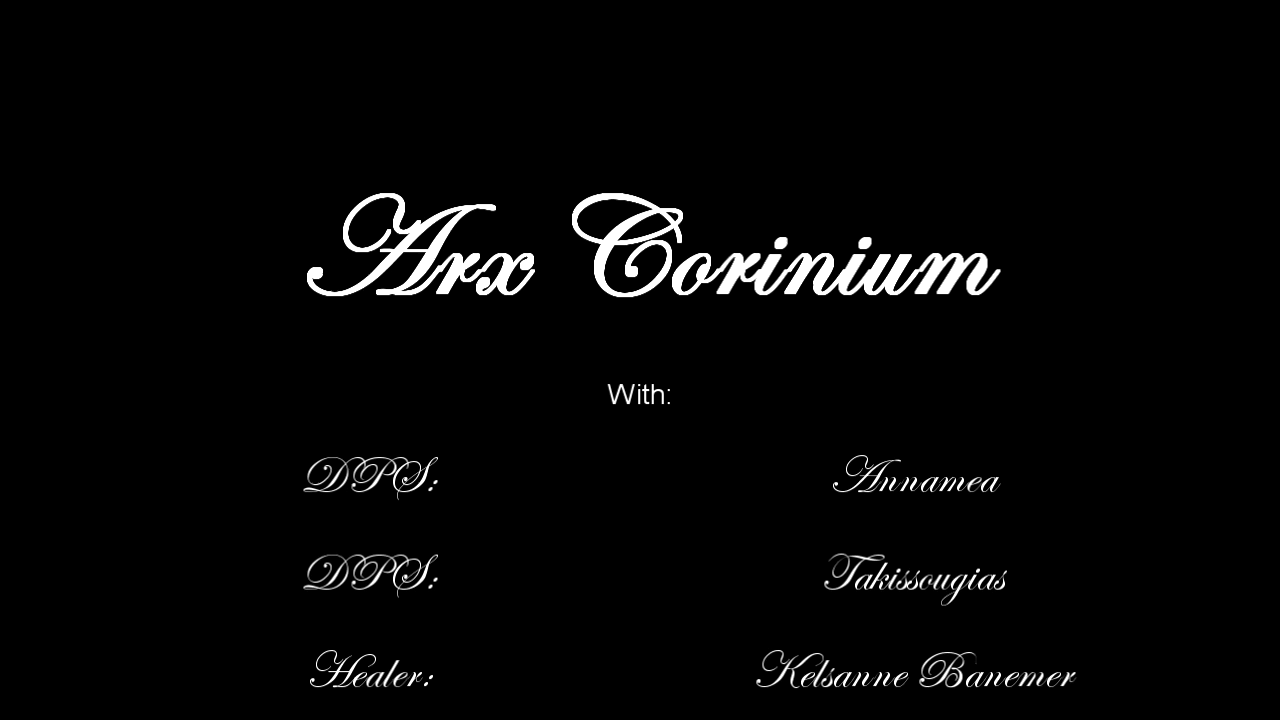 Arx Corinium
With:
DPS: Annamea
DPS: Takissougias
Healer: Kelsanne Banemer